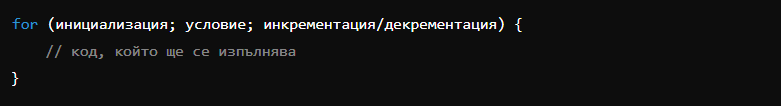 for (инициализация; условие; инкрементация/декрементация) {
    // код, който ще се изпълнява
}